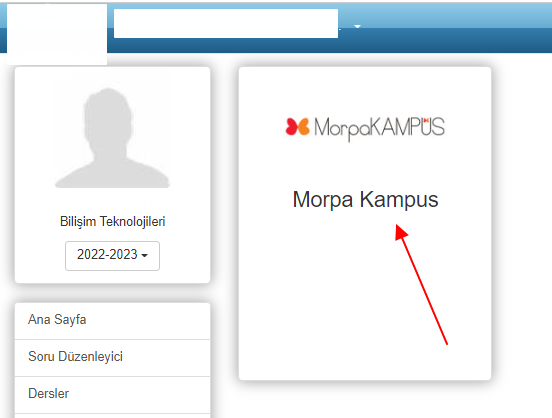 Bilişim Teknolojileri
2022-2023
Ana Sayfa
Soru Düzenleyici
Dersler
MorpaKAMPÜS
Morpa Kampus